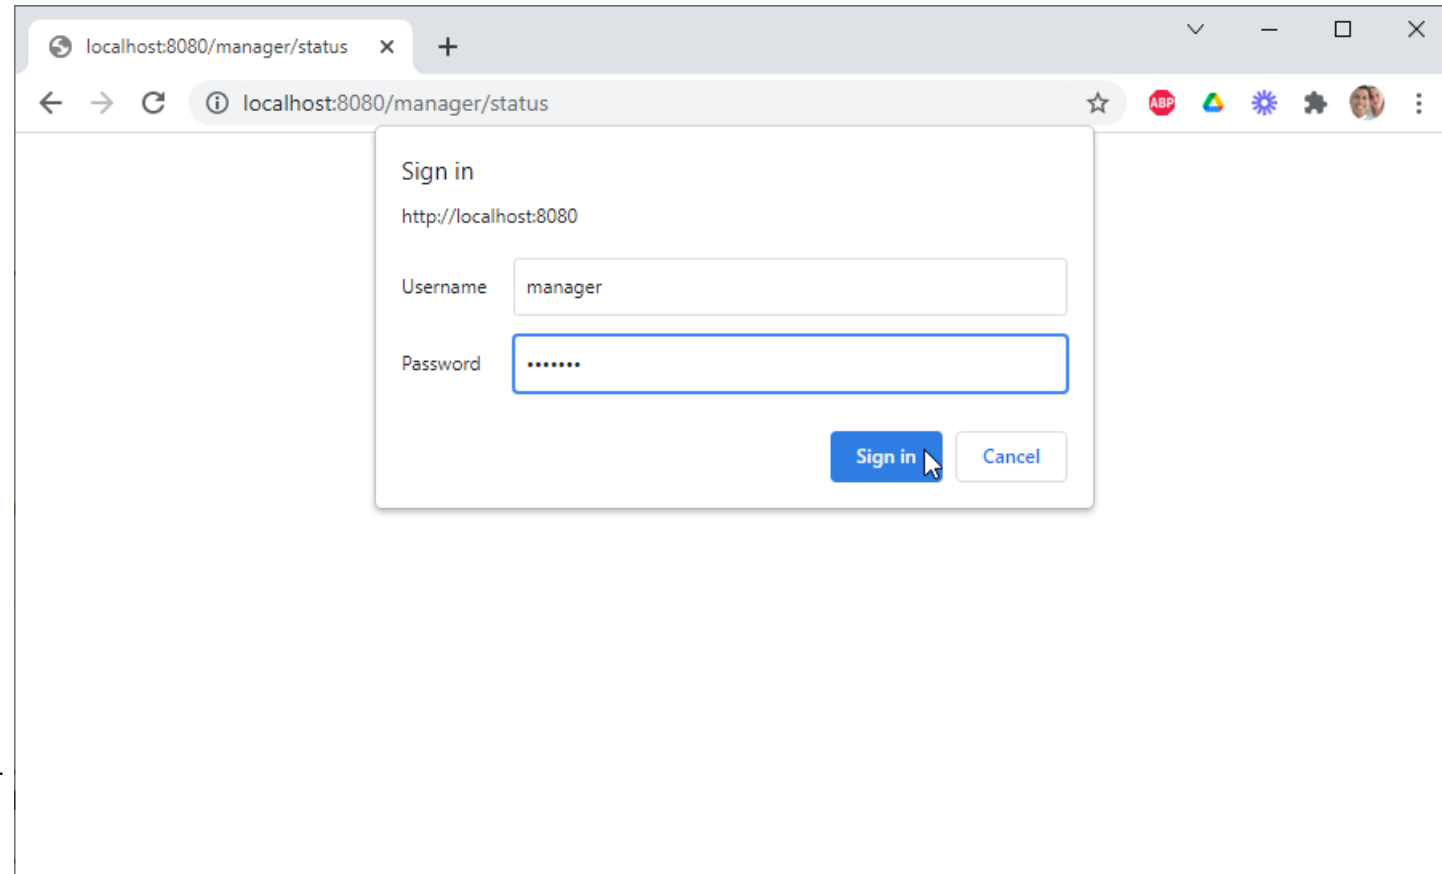 localhost:8080/manager/status
localhost:8080/manager/status
ABP
Sign in
http://localhost:8080
Username manager
Password •••••••
Sign in Cancel